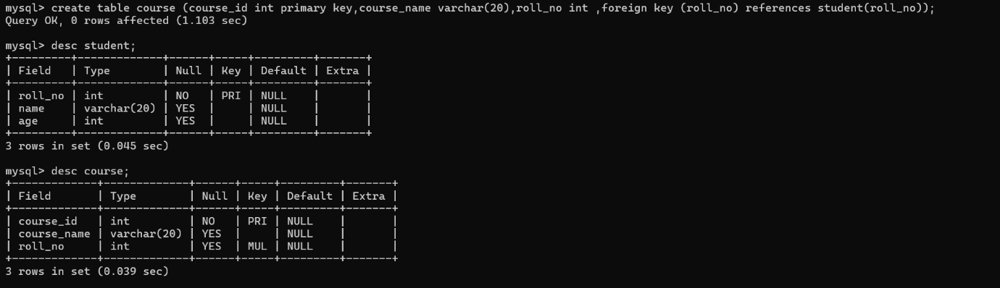 mysql> create table course (course_id int primary key,course_name varchar(20),roll_no int ,foreign key (roll_no) references student(roll_no));
Query OK, 0 rows affected (1.103 sec)

mysql> desc student;
+---------+-------------+------+-----+---------+-------+
| Field   | Type        | Null | Key | Default | Extra |
+---------+-------------+------+-----+---------+-------+
| roll_no | int         | NO   | PRI | NULL    |       |
| name    | varchar(20) | YES  |     | NULL    |       |
| age     | int         | YES  |     | NULL    |       |
+---------+-------------+------+-----+---------+-------+
3 rows in set (0.045 sec)

mysql> desc course;
+-------------+-------------+------+-----+---------+-------+
| Field       | Type        | Null | Key | Default | Extra |
+-------------+-------------+------+-----+---------+-------+
| course_id   | int         | NO   | PRI | NULL    |       |
| course_name | varchar(20) | YES  |     | NULL    |       |
| roll_no     | int         | YES  | MUL | NULL    |       |
+-------------+-------------+------+-----+---------+-------+
3 rows in set (0.039 sec)